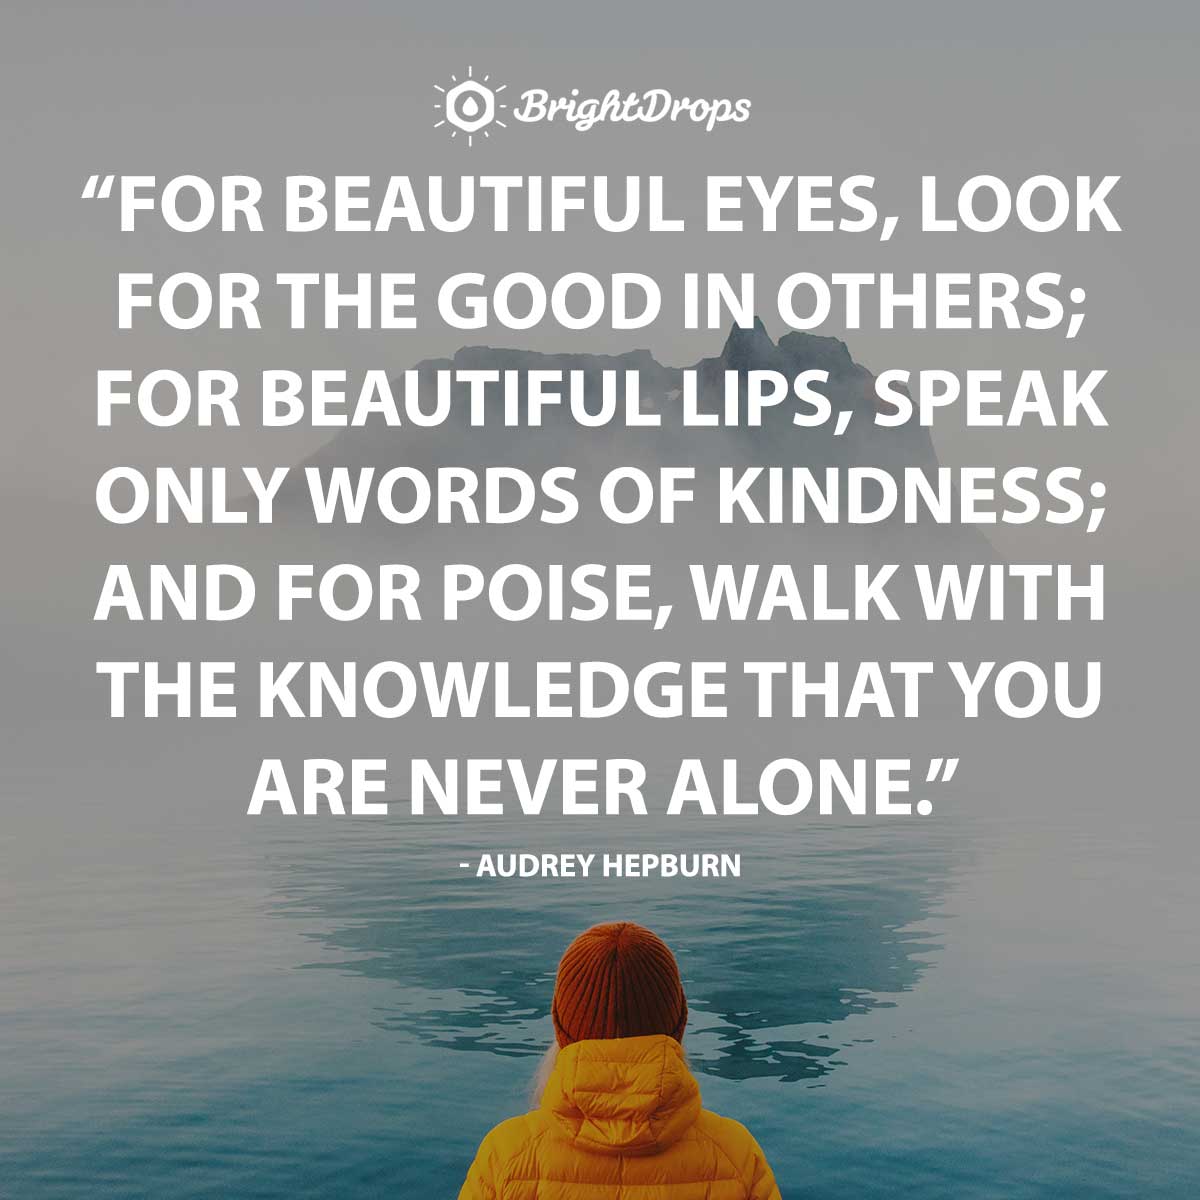 BrightDrops
“FOR BEAUTIFUL EYES, LOOK
FOR THE GOOD IN OTHERS;
FOR BEAUTIFUL LIPS, SPEAK
ONLY WORDS OF KINDNESS;
AND FOR POISE, WALK WITH
THE KNOWLEDGE THAT YOU
ARE NEVER ALONE.”
- AUDREY HEPBURN